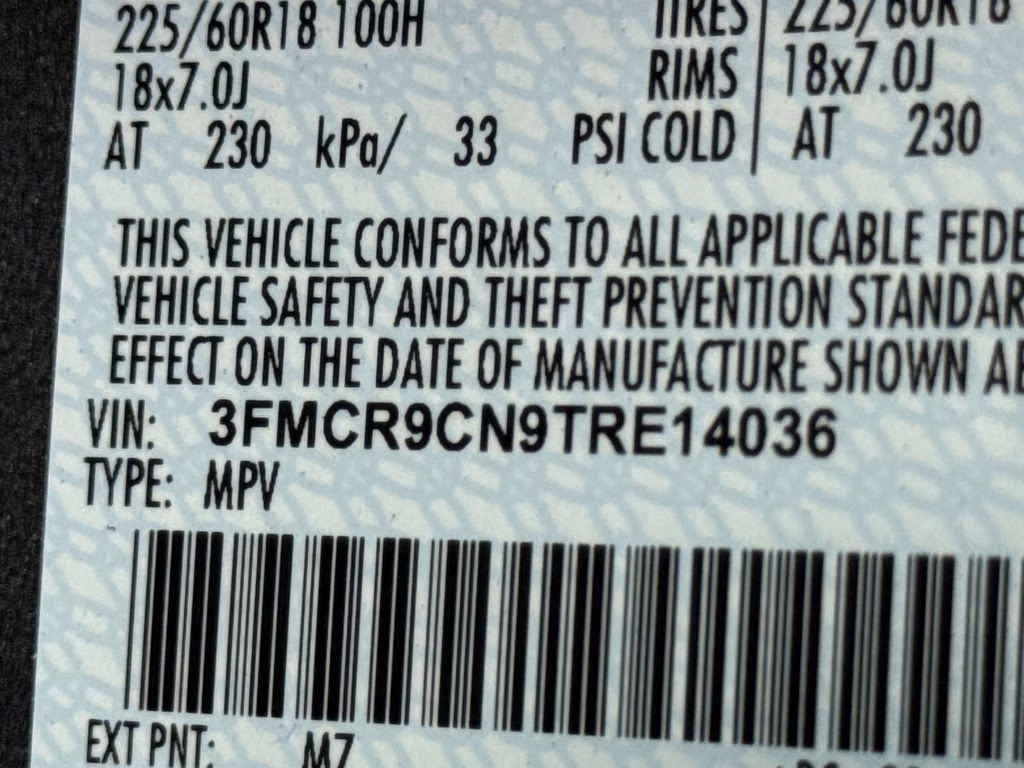 225/60R18 100H TIRES 225/60R18
18x7.0J RIMS 18x7.0J
AT 230 kPa/ 33 PSI COLD AT 230
THIS VEHICLE CONFORMS TO ALL APPLICABLE FEDE
VEHICLE SAFETY AND THEFT PREVENTION STANDAR
EFFECT ON THE DATE OF MANUFACTURE SHOWN AB
VIN: 3FMCR9CN9TRE14036
TYPE: MPV
EXT PNT: M7